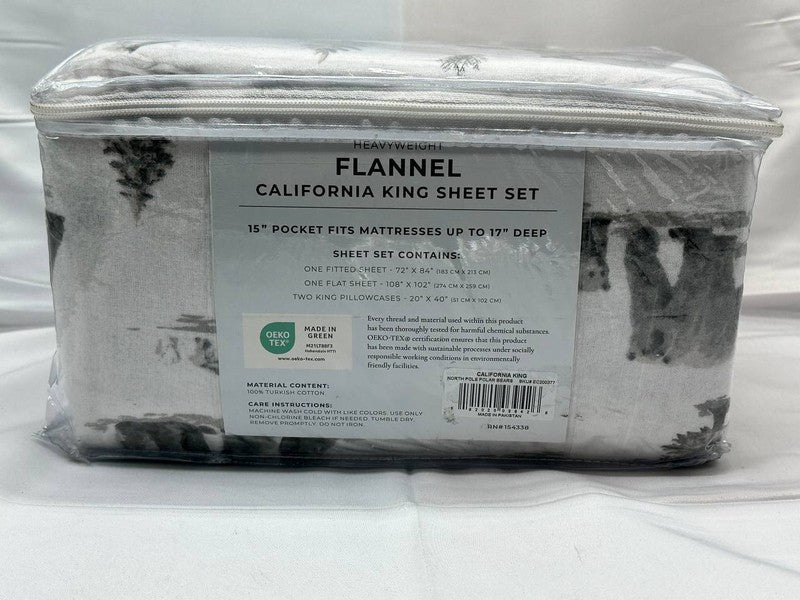 HEAVYWEIGHT
FLANNEL
CALIFORNIA KING SHEET SET
15" POCKET FITS MATTRESSES UP TO 17" DEEP
SHEET SET CONTAINS:
ONE FITTED SHEET - 72" X 84" (183 CM X 213 CM)
ONE FLAT SHEET - 108" X 102" (274 CM X 259 CM)
TWO KING PILLOWCASES - 20" X 40" (51 CM X 102 CM)
OEKO
TEX®
MADE IN
GREEN
Hohenstein HTTI
www.oeko-tex.com
Every thread and material used within this product
has been thoroughly tested for harmful chemical substances.
OEKO-TEX® certification ensures that this product
has been made with sustainable processes under socially
responsible working conditions in environmentally
friendly facilities.
MATERIAL CONTENT:
100% TURKISH COTTON
CARE INSTRUCTIONS:
MACHINE WASH COLD WITH LIKE COLORS. USE ONLY
NON-CHLORINE BLEACH IF NEEDED. TUMBLE DRY,
REMOVE PROMPTLY. DO NOT IRON.
CALIFORNIA KING
NORTH POLE POLAR BEARS SKU# EC200377
MADE IN PAKISTAN
RN#154338